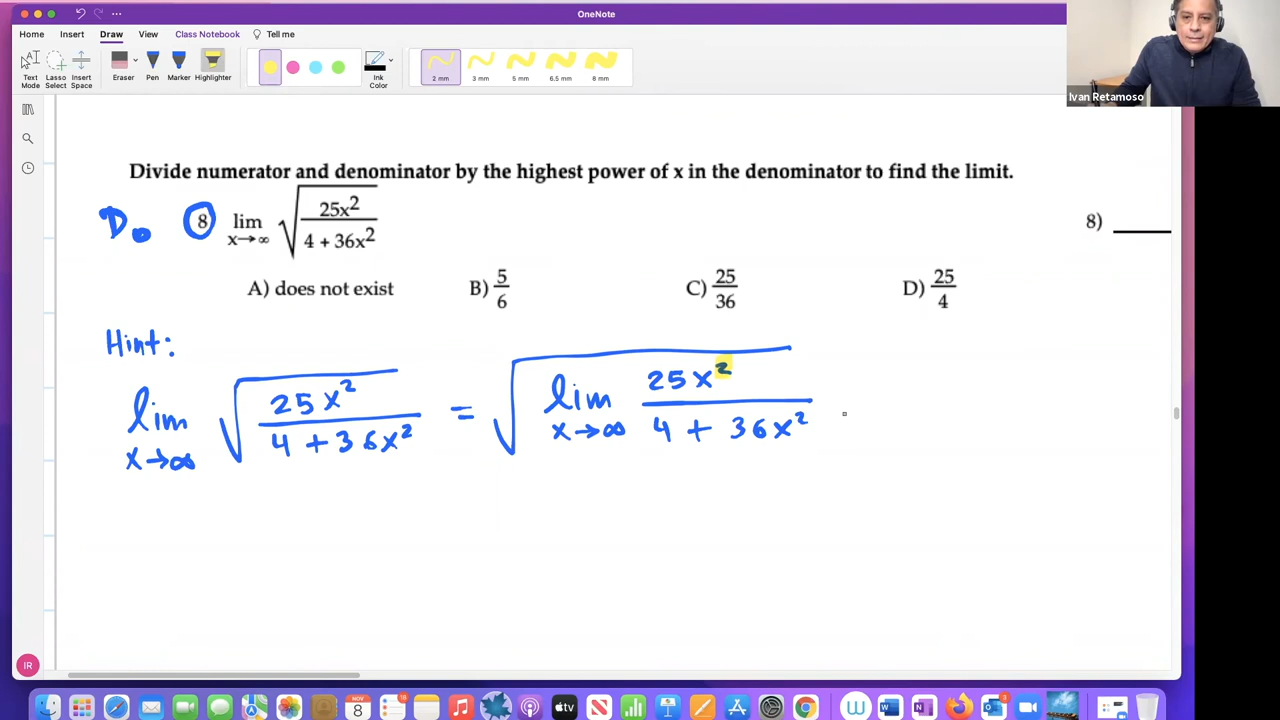 OneNote
Home Insert Draw View Class Notebook Tell me
Text Mode Lasso Select Insert Space Eraser Pen Marker Highlighter Ink Color 2 mm 3 mm 5 mm 6.5 mm 8 mm
Ivan Retamoso
Divide numerator and denominator by the highest power of x in the denominator to find the limit.
D. 8) lim x→∞ √(25x²/(4 + 36x²)) 8) ____
A) does not exist B) 5/6 C) 25/36 D) 25/4
Hint:
lim x→∞ √(25x²/(4 + 36x²)) = √(lim x→∞ 25x²/(4 + 36x²))
IR
NOV 8 tv W